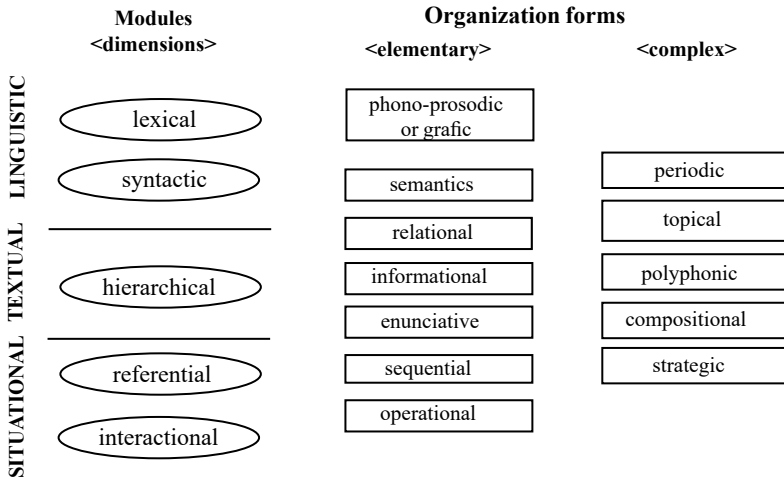 Modules
<dimensions>
Organization forms
<elementary>
<complex>
LINGUISTIC
lexical
syntactic
TEXTUAL
hierarchical
SITUATIONAL
referential
interactional
phono-prosodic
or grafic
semantics
relational
informational
enunciative
sequential
operational
periodic
topical
polyphonic
compositional
strategic